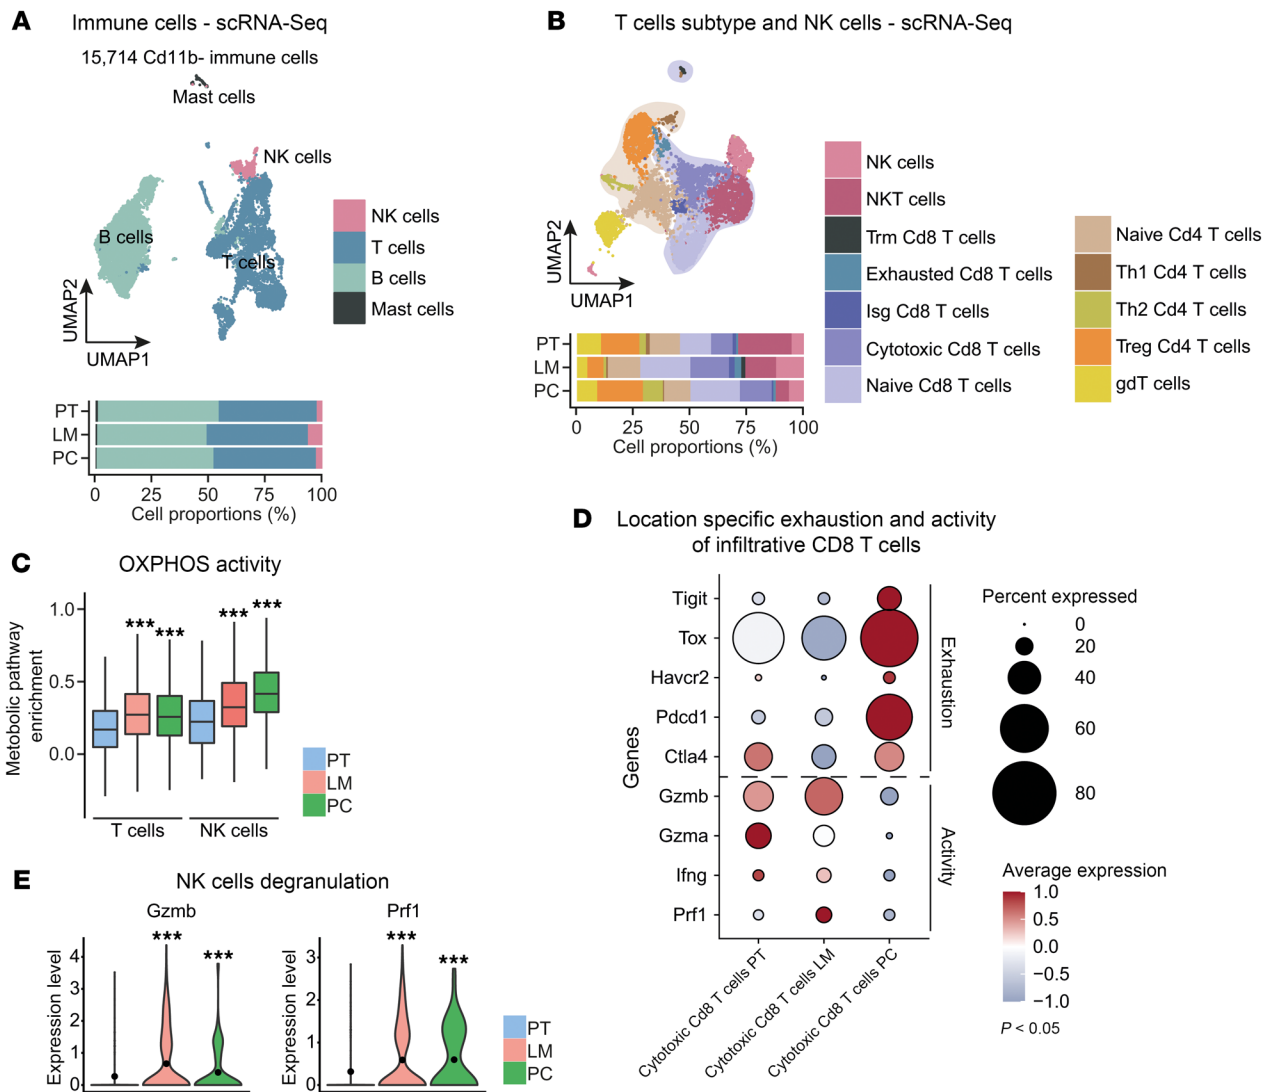 A
Immune cells - scRNA-Seq
15,714 Cd11b- immune cells
Mast cells
NK cells
B cells
T cells
UMAP2
UMAP1
NK cells
T cells
B cells
Mast cells
PT
LM
PC
0 25 50 75 100
Cell proportions (%)
B
T cells subtype and NK cells - scRNA-Seq
UMAP2
UMAP1
NK cells
NKT cells
Trm Cd8 T cells
Exhausted Cd8 T cells
Isg Cd8 T cells
Cytotoxic Cd8 T cells
Naive Cd8 T cells
Naive Cd4 T cells
Th1 Cd4 T cells
Th2 Cd4 T cells
Treg Cd4 T cells
gdT cells
PT
LM
PC
0 25 50 75 100
Cell proportions (%)
C
OXPHOS activity
Metobolic pathway
enrichment
1.0
0.5
0.0
*** *** *** ***
T cells NK cells
PT
LM
PC
D
Location specific exhaustion and activity
of infiltrative CD8 T cells
Genes
Tigit
Tox
Havcr2
Pdcd1
Ctla4
Gzmb
Gzma
Ifng
Prf1
Exhaustion
Activity
Cytotoxic Cd8 T cells PT
Cytotoxic Cd8 T cells LM
Cytotoxic Cd8 T cells PC
Percent expressed
0
20
40
60
80
Average expression
1.0
0.5
0.0
−0.5
−1.0
P < 0.05
E
NK cells degranulation
Gzmb
Expression level
4
3
2
1
0
*** ***
Prf1
Expression level
3
2
1
0
*** ***
PT
LM
PC